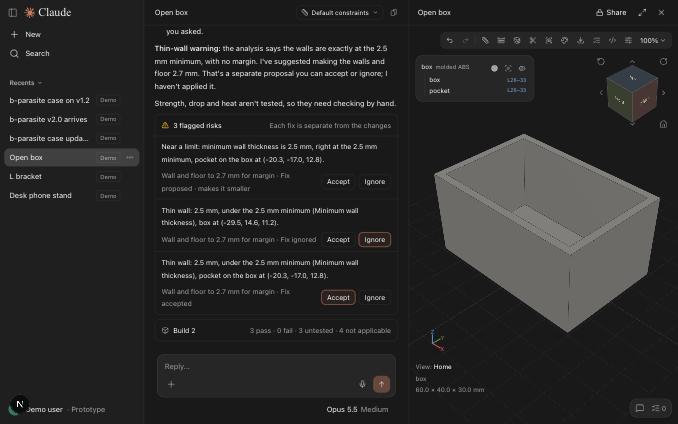 Claude
New
Search
Recents
b-parasite case on v1.2 Demo
b-parasite v2.0 arrives Demo
b-parasite case upda... Demo
Open box Demo
L bracket Demo
Desk phone stand Demo
N
Demo user · Prototype
Open box
Default constraints
you asked.
Thin-wall warning: the analysis says the walls are exactly at the 2.5
mm minimum, with no margin. I've suggested making the walls and
floor 2.7 mm. That's a separate proposal you can accept or ignore; I
haven't applied it.
Strength, drop and heat aren't tested, so they need checking by hand.
3 flagged risks Each fix is separate from the changes
Near a limit: minimum wall thickness is 2.5 mm, right at the 2.5 mm
minimum, pocket on the box at (-20.3, -17.0, 12.8).
Wall and floor to 2.7 mm for margin · Fix
proposed · makes it smaller
Accept Ignore
Thin wall: 2.5 mm, under the 2.5 mm minimum (Minimum wall
thickness), box at (-29.5, 14.6, 11.2).
Wall and floor to 2.7 mm for margin · Fix ignored Accept Ignore
Thin wall: 2.5 mm, under the 2.5 mm minimum (Minimum wall
thickness), pocket on the box at (-20.3, -17.0, 12.8).
Wall and floor to 2.7 mm for margin · Fix
accepted
Accept Ignore
Build 2 3 pass · 0 fail · 3 untested · 4 not applicable
Reply...
Opus 5.5 Medium
Open box
Share
100%
box molded ABS
box L26–33
pocket L26–33
Z
Y
X
View: Home
box
60.0 × 40.0 × 30.0 mm
0